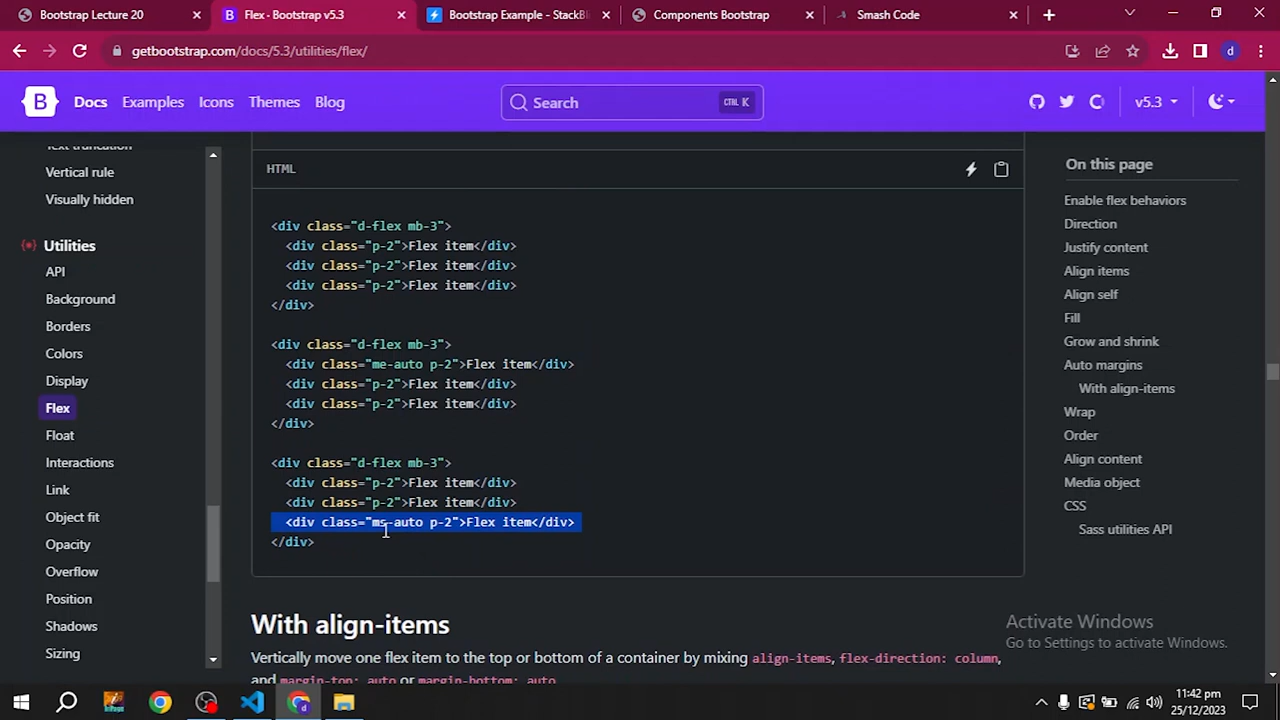 Bootstrap Lecture 20
Flex - Bootstrap v5.3
Bootstrap Example - StackBl
Components Bootstrap
Smash Code
getbootstrap.com/docs/5.3/utilities/flex/
d
B
Docs
Examples
Icons
Themes
Blog
Search
CTRL K
v5.3
Text truncation
Vertical rule
Visually hidden
Utilities
API
Background
Borders
Colors
Display
Flex
Float
Interactions
Link
Object fit
Opacity
Overflow
Position
Shadows
Sizing
HTML
<div class="d-flex mb-3">
<div class="p-2">Flex item</div>
<div class="p-2">Flex item</div>
<div class="p-2">Flex item</div>
</div>
<div class="d-flex mb-3">
<div class="me-auto p-2">Flex item</div>
<div class="p-2">Flex item</div>
<div class="p-2">Flex item</div>
</div>
<div class="d-flex mb-3">
<div class="p-2">Flex item</div>
<div class="p-2">Flex item</div>
<div class="ms-auto p-2">Flex item</div>
</div>
With align-items
Vertically move one flex item to the top or bottom of a container by mixing align-items, flex-direction: column,
and margin-top: auto or margin-bottom: auto
On this page
Enable flex behaviors
Direction
Justify content
Align items
Align self
Fill
Grow and shrink
Auto margins
With align-items
Wrap
Order
Align content
Media object
CSS
Sass utilities API
Activate Windows
Go to Settings to activate Windows.
11:42 pm
25/12/2023